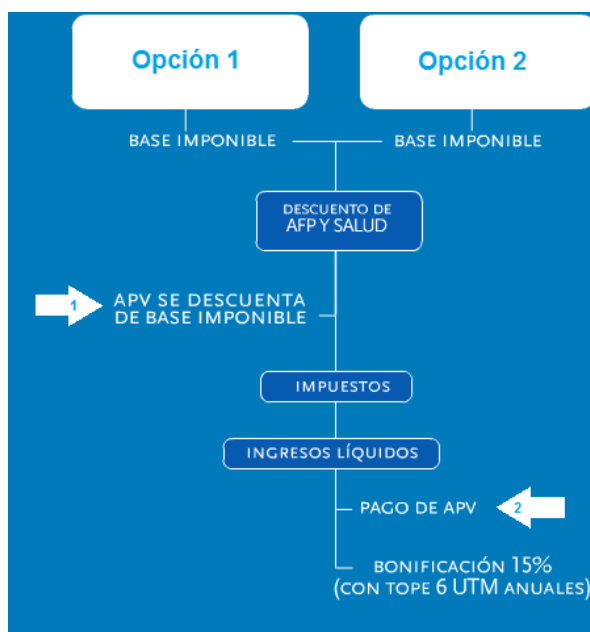 Opción 1
Opción 2
BASE IMPONIBLE
BASE IMPONIBLE
DESCUENTO DE
AFP Y SALUD
1
APV SE DESCUENTA
DE BASE IMPONIBLE
IMPUESTOS
INGRESOS LÍQUIDOS
PAGO DE APV
2
BONIFICACIÓN 15%
(CON TOPE 6 UTM ANUALES)